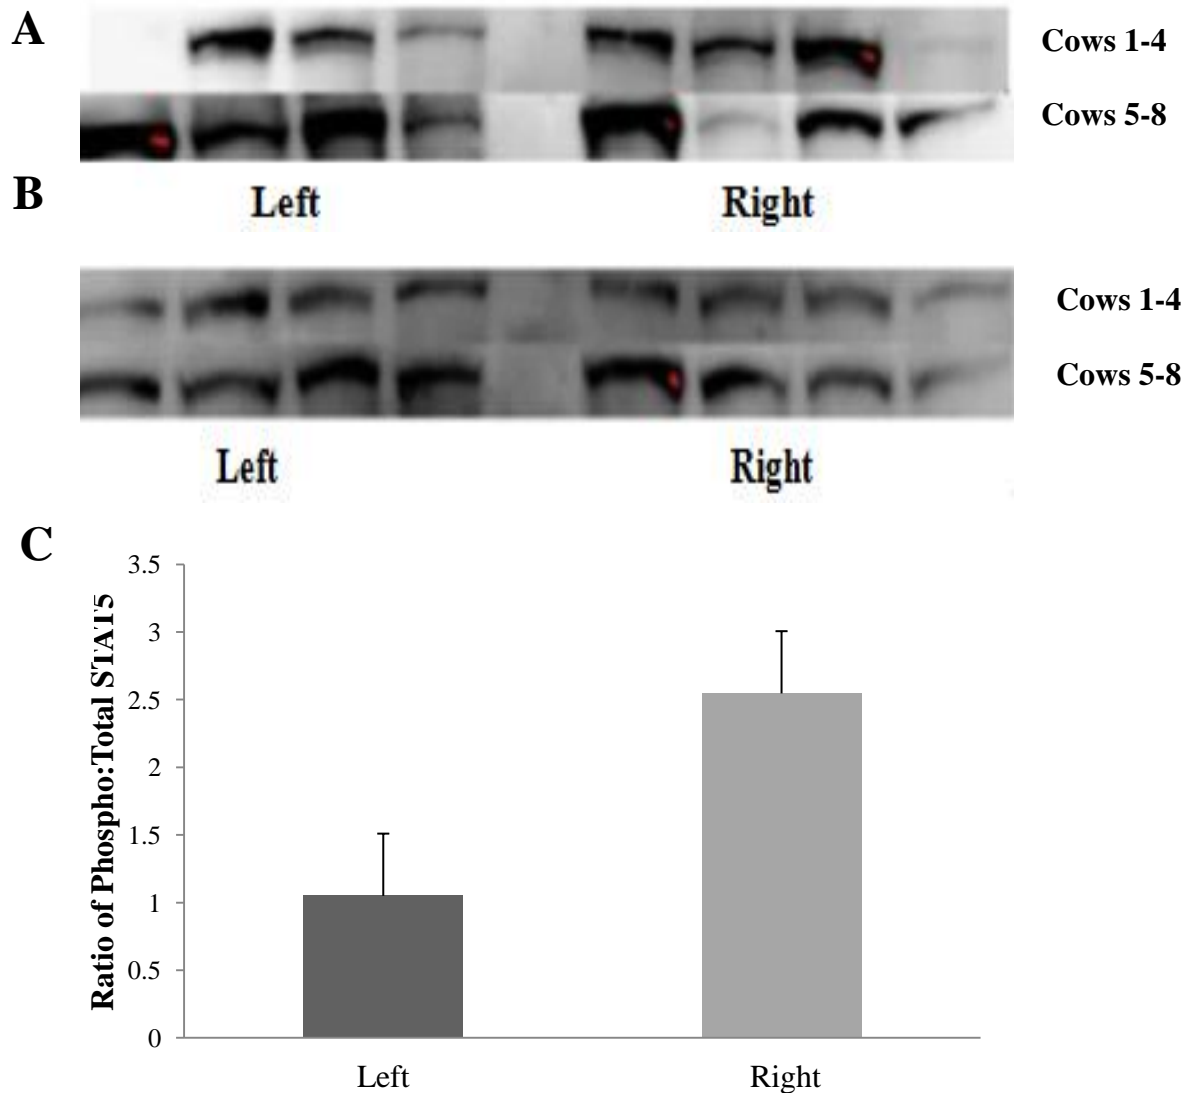 A
Cows 1-4
Cows 5-8
B
Left Right
Cows 1-4
Cows 5-8
Left Right
C
Ratio of Phospho:Total STAT5
3.5
3
2.5
2
1.5
1
0.5
0
Left Right